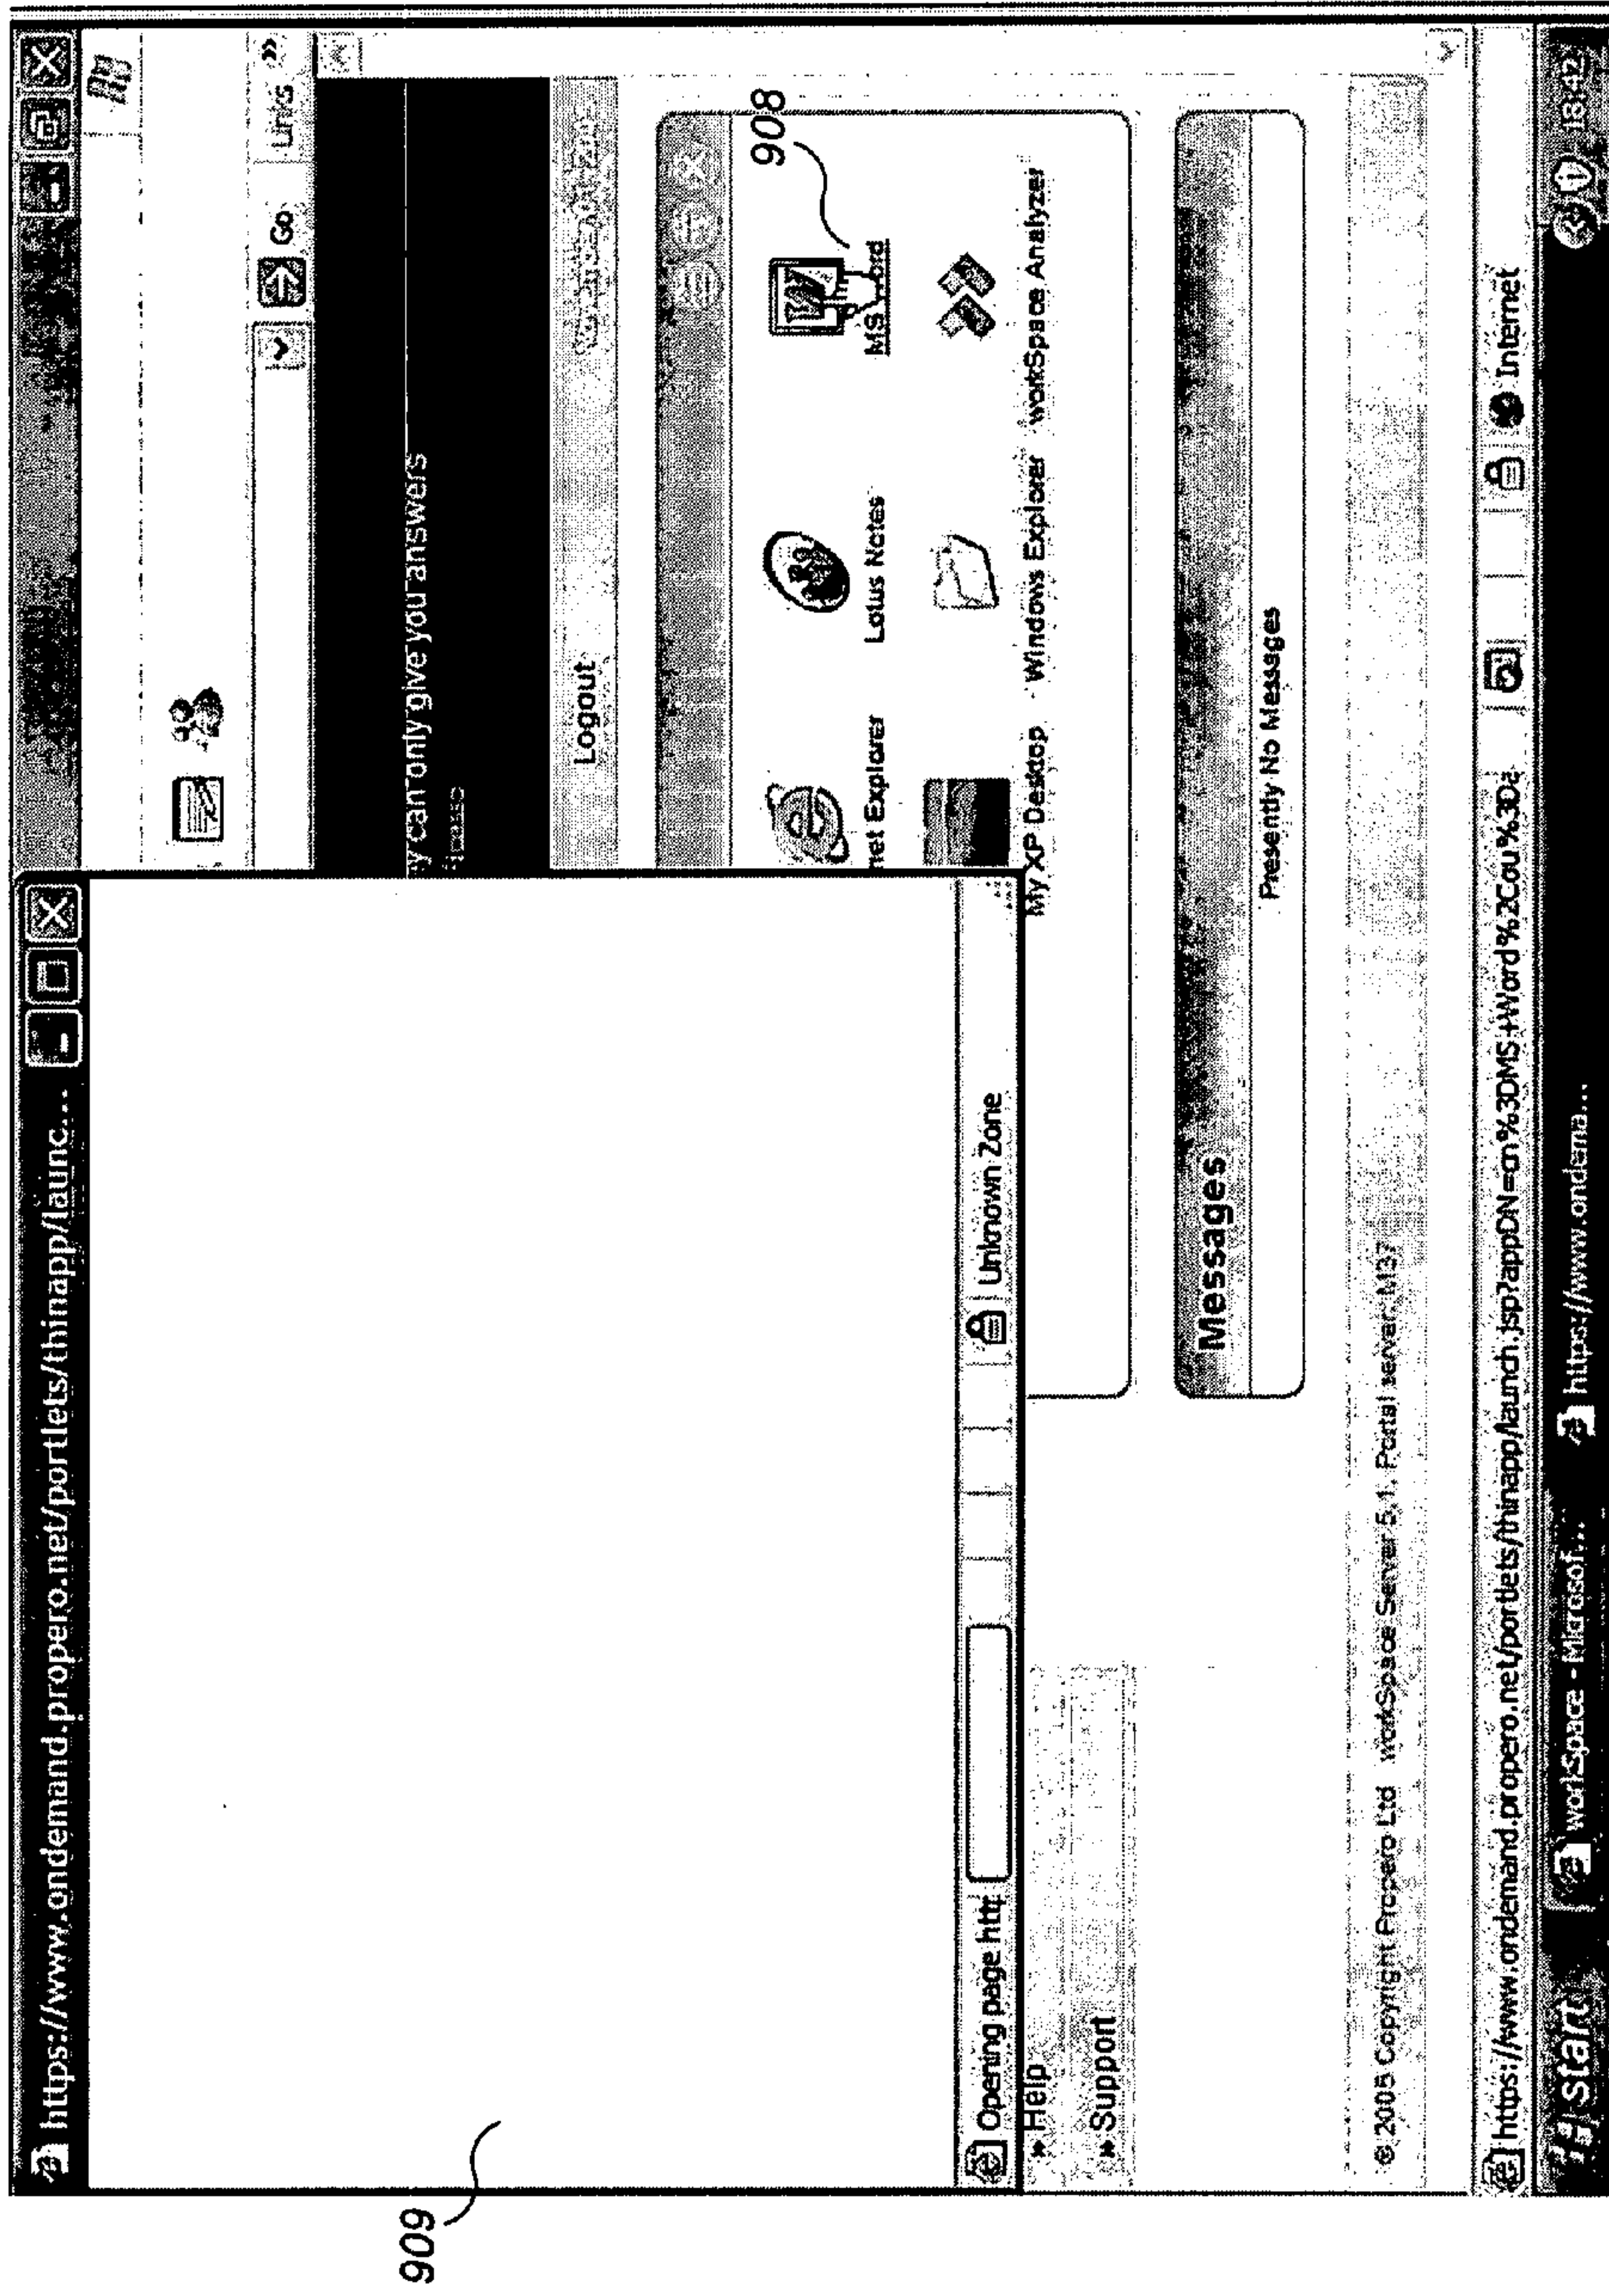 https://www.ondemand.propero.net/portlets/thinapp/launc...
Links »
Go
y can only give you answers
Logout
909
908
net Explorer Lotus Notes MS Word
My XP Desktop Windows Explorer workSpace Analyzer
Opening page http
Unknown Zone
» Help
» Support
Messages
Presently No Messages
© 2005 Copyright Propero Ltd workSpace Server 5.1, Portal server: M37
https://www.ondemand.propero.net/portlets/thinapp/launch.jsp?appDN=cn%3DMS+Word%2Cou%3Da
Internet
start
workSpace - Microsof...
https://www.ondema...
18:42